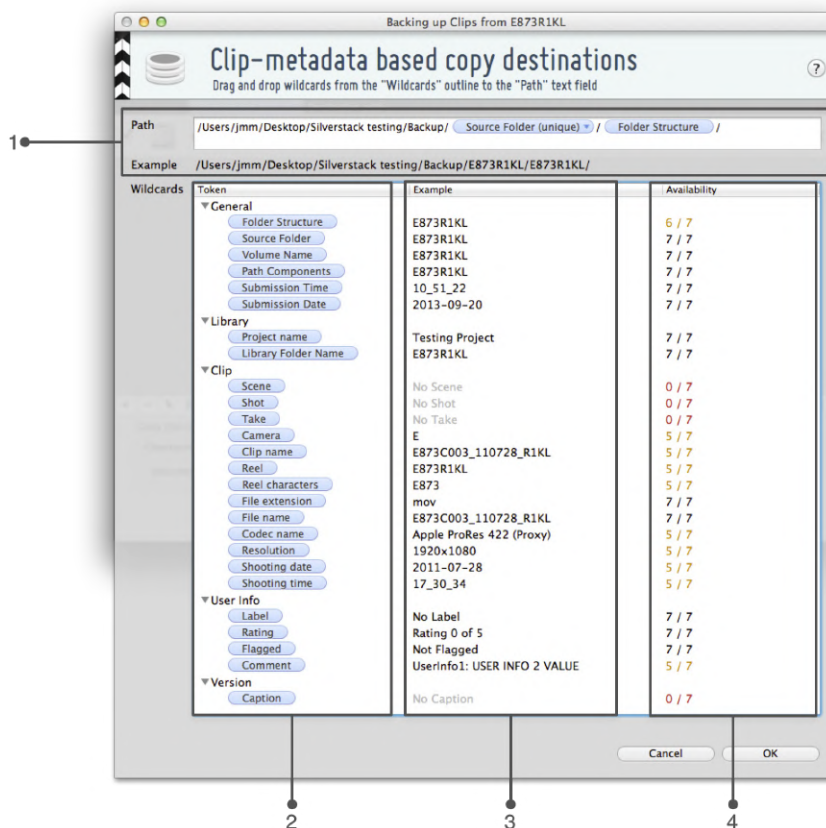 Backing up Clips from E873R1KL
Clip-metadata based copy destinations
Drag and drop wildcards from the "Wildcards" outline to the "Path" text field
?
1
Path /Users/jmm/Desktop/Silverstack testing/Backup/ Source Folder (unique) / Folder Structure /
Example /Users/jmm/Desktop/Silverstack testing/Backup/E873R1KL/E873R1KL/
Wildcards Token Example Availability
General
Folder Structure E873R1KL 6 / 7
Source Folder E873R1KL 7 / 7
Volume Name E873R1KL 7 / 7
Path Components E873R1KL 7 / 7
Submission Time 10_51_22 7 / 7
Submission Date 2013-09-20 7 / 7
Library
Project name Testing Project 7 / 7
Library Folder Name E873R1KL 7 / 7
Clip
Scene No Scene 0 / 7
Shot No Shot 0 / 7
Take No Take 0 / 7
Camera E 5 / 7
Clip name E873C003_110728_R1KL 5 / 7
Reel E873R1KL 5 / 7
Reel characters E873 5 / 7
File extension mov 7 / 7
File name E873C003_110728_R1KL 7 / 7
Codec name Apple ProRes 422 (Proxy) 5 / 7
Resolution 1920x1080 5 / 7
Shooting date 2011-07-28 5 / 7
Shooting time 17_30_34 5 / 7
User Info
Label No Label 7 / 7
Rating Rating 0 of 5 7 / 7
Flagged Not Flagged 7 / 7
Comment UserInfo1: USER INFO 2 VALUE 5 / 7
Version
Caption No Caption 0 / 7
Cancel OK
2 3 4